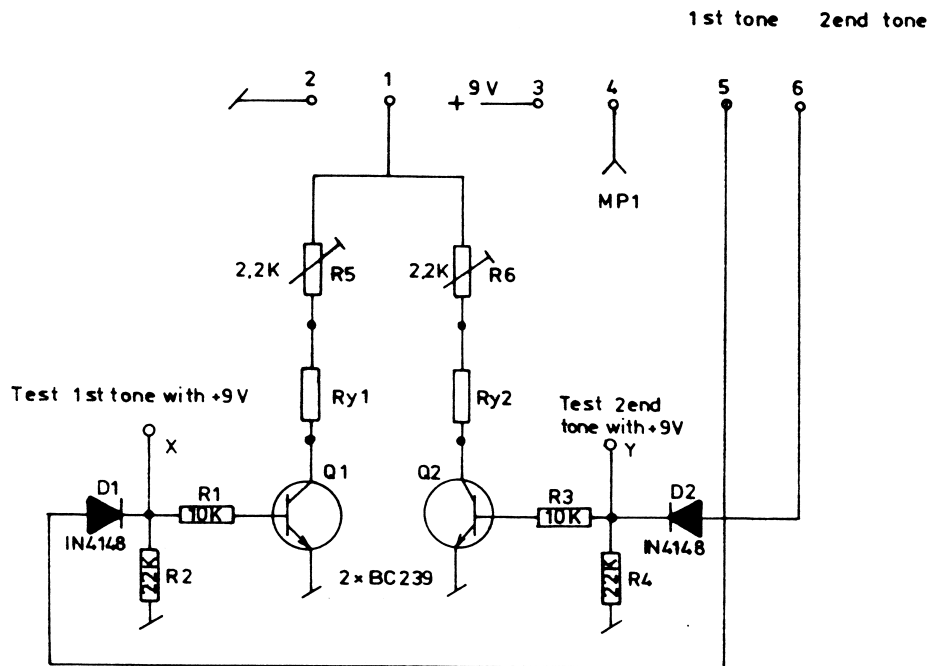 1st tone 2end tone
2 1 + 9 V 3 4 5 6
MP1
2,2K R5 2,2K R6
Test 1st tone with +9V
X
Ry1 Ry2
Test 2end
tone with +9V
Y
D1 R1 Q1 Q2 R3 D2
10K 10K
IN4148 IN4148
22K R2 2×BC239 22K R4